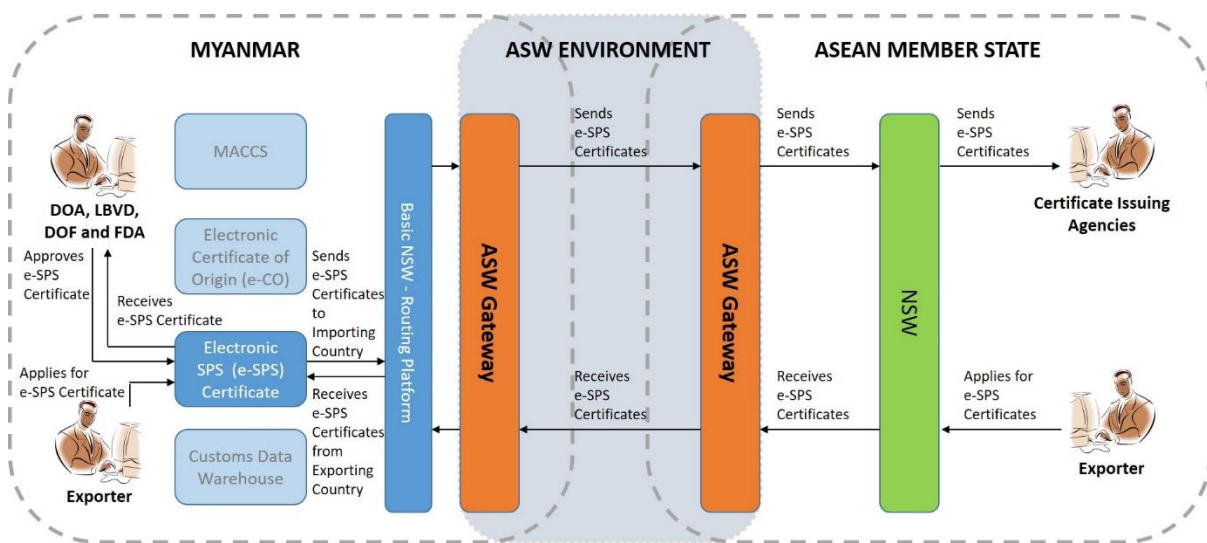 MYANMAR
ASW ENVIRONMENT
ASEAN MEMBER STATE
MACCS
DOA, LBVD,
DOF and FDA
Approves
e-SPS
Certificate
Receives
e-SPS Certificate
Electronic
Certificate of
Origin (e-CO)
Sends
e-SPS
Certificates
to
Importing
Country
Electronic
SPS (e-SPS)
Certificate
Applies for
e-SPS Certificate
Exporter
Customs Data
Warehouse
Receives
e-SPS
Certificates
from
Exporting
Country
Basic NSW - Routing Platform
ASW Gateway
Sends
e-SPS
Certificates
Receives
e-SPS
Certificates
ASW Gateway
Sends
e-SPS
Certificates
Receives
e-SPS
Certificates
NSW
Sends
e-SPS
Certificates
Certificate Issuing
Agencies
Applies for
e-SPS
Certificates
Exporter